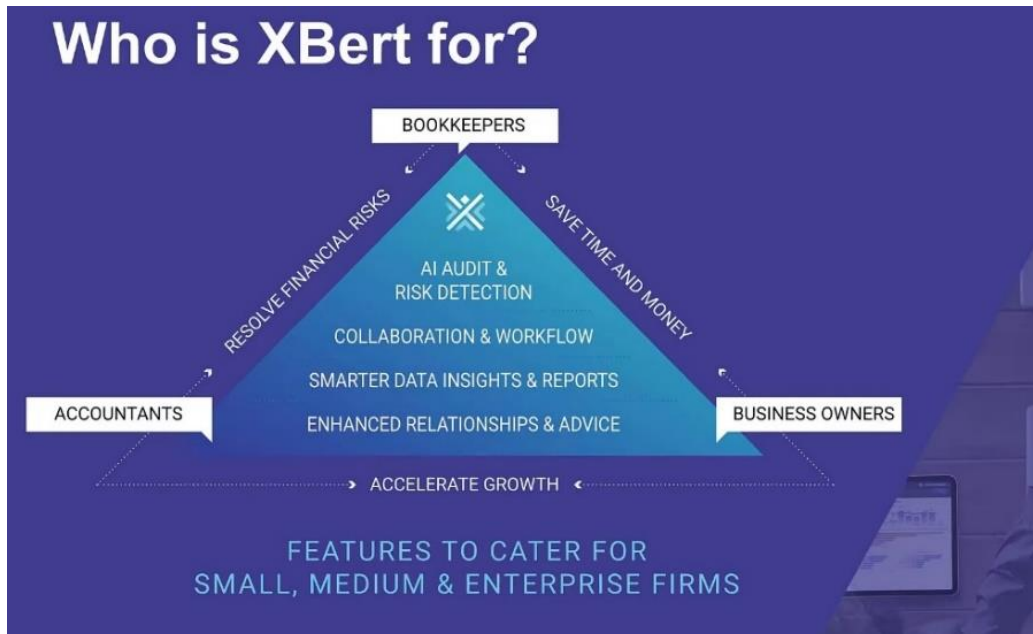 Who is XBert for?
BOOKKEEPERS
RESOLVE FINANCIAL RISKS
SAVE TIME AND MONEY
AI AUDIT &
RISK DETECTION
COLLABORATION & WORKFLOW
SMARTER DATA INSIGHTS & REPORTS
ENHANCED RELATIONSHIPS & ADVICE
ACCOUNTANTS
BUSINESS OWNERS
ACCELERATE GROWTH
FEATURES TO CATER FOR
SMALL, MEDIUM & ENTERPRISE FIRMS